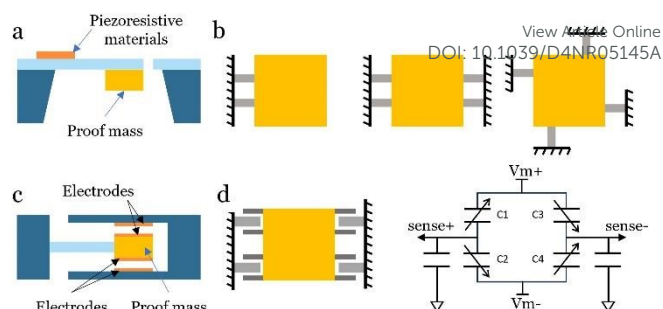 View Article Online
DOI: 10.1039/D4NR05145A
a
Piezoresistive
materials
Proof mass
b
c
Electrodes
Electrodes
Proof mass
d
Vm+
C1
C3
sense+
sense-
C2
C4
Vm-